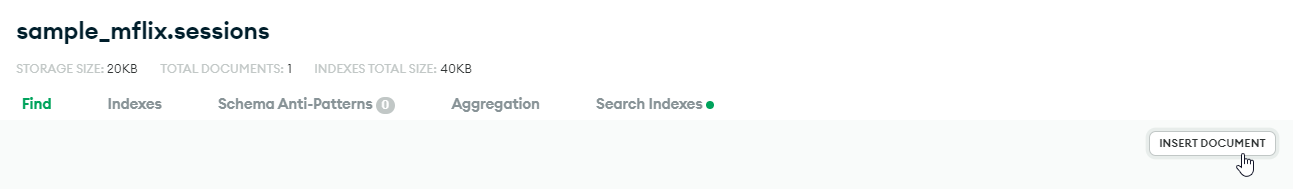 sample_mflix.sessions
STORAGE SIZE: 20KB TOTAL DOCUMENTS: 1 INDEXES TOTAL SIZE: 40KB
Find Indexes Schema Anti-Patterns 0 Aggregation Search Indexes
INSERT DOCUMENT